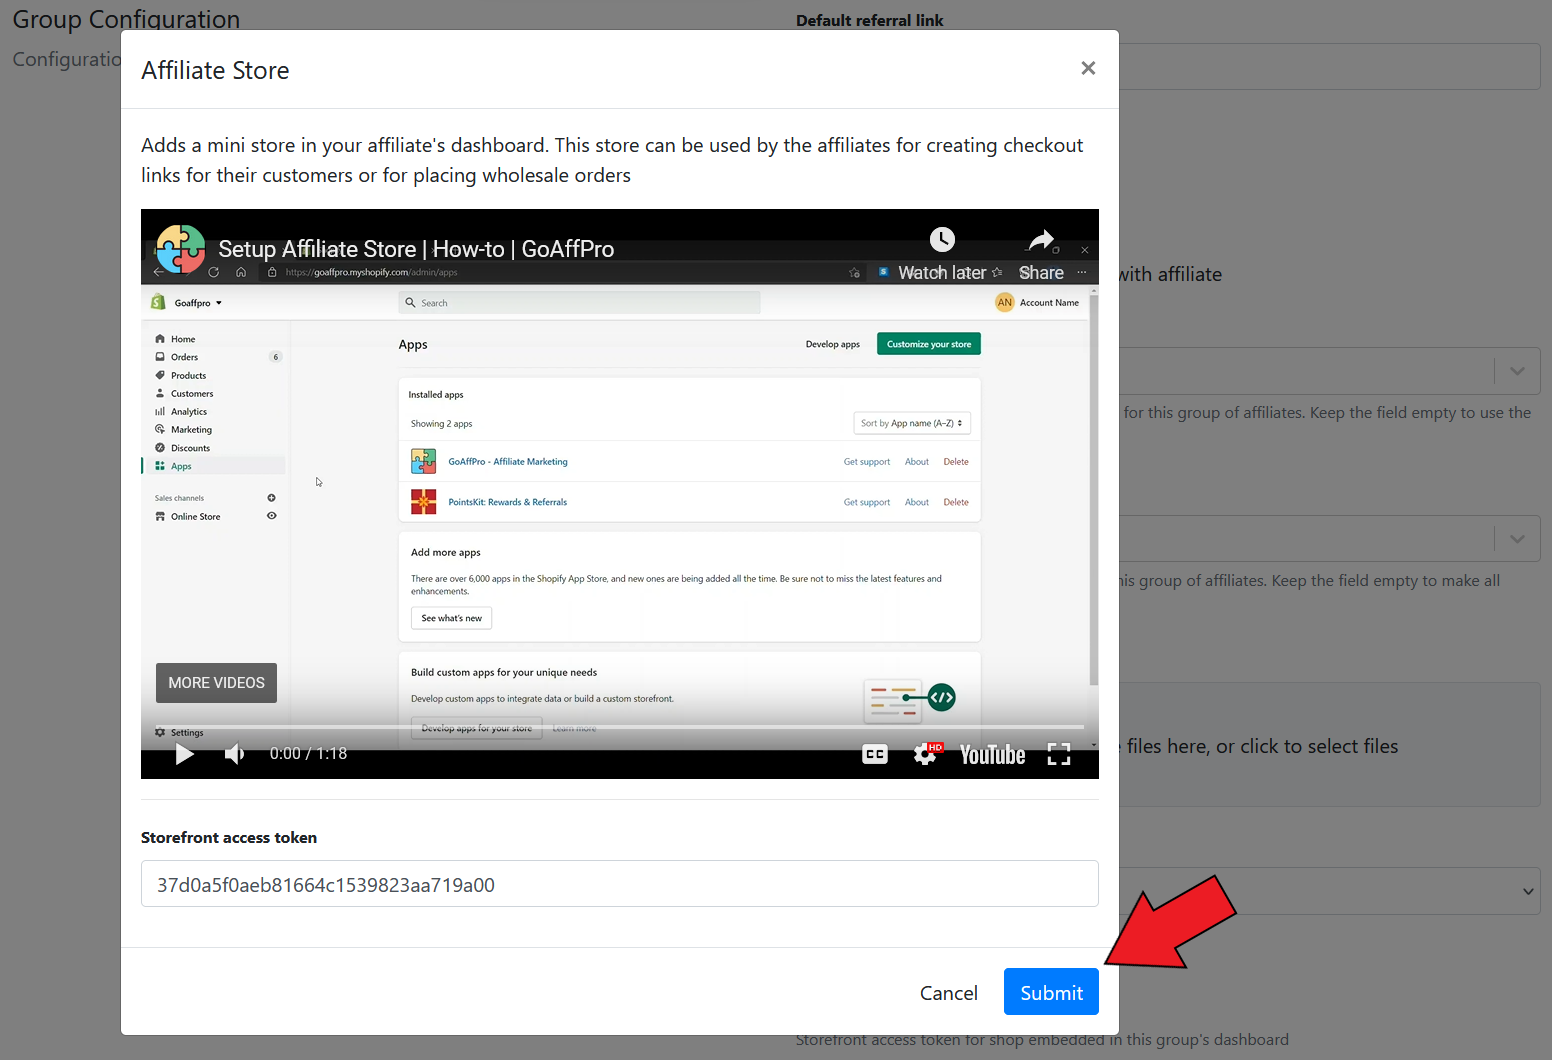 Group Configuration
Configuratio
Default referral link
Affiliate Store
×
Adds a mini store in your affiliate's dashboard. This store can be used by the affiliates for creating checkout
links for their customers or for placing wholesale orders
Setup Affiliate Store | How-to | GoAffPro
Watch later
Share
https://goaffpro.myshopify.com/admin/apps
Goaffpro
Search
AN Account Name
Home
Orders 6
Products
Customers
Analytics
Marketing
Discounts
Apps
Sales channels
Online Store
Settings
Apps
Develop apps
Customize your store
Installed apps
Showing 2 apps
Sort by App name (A–Z)
GoAffPro - Affiliate Marketing
Get support About Delete
PointsKit: Rewards & Referrals
Get support About Delete
Add more apps
There are over 6,000 apps in the Shopify App Store, and new ones are being added all the time. Be sure not to miss the latest features and
enhancements.
See what's new
Build custom apps for your unique needs
Develop custom apps to integrate data or build a custom storefront.
Develop apps for your store
Learn more
MORE VIDEOS
0:00 / 1:18
CC
HD
YouTube
with affiliate
for this group of affiliates. Keep the field empty to use the
his group of affiliates. Keep the field empty to make all
files here, or click to select files
Storefront access token
37d0a5f0aeb81664c1539823aa719a00
Cancel
Submit
Storefront access token for shop embedded in this group's dashboard